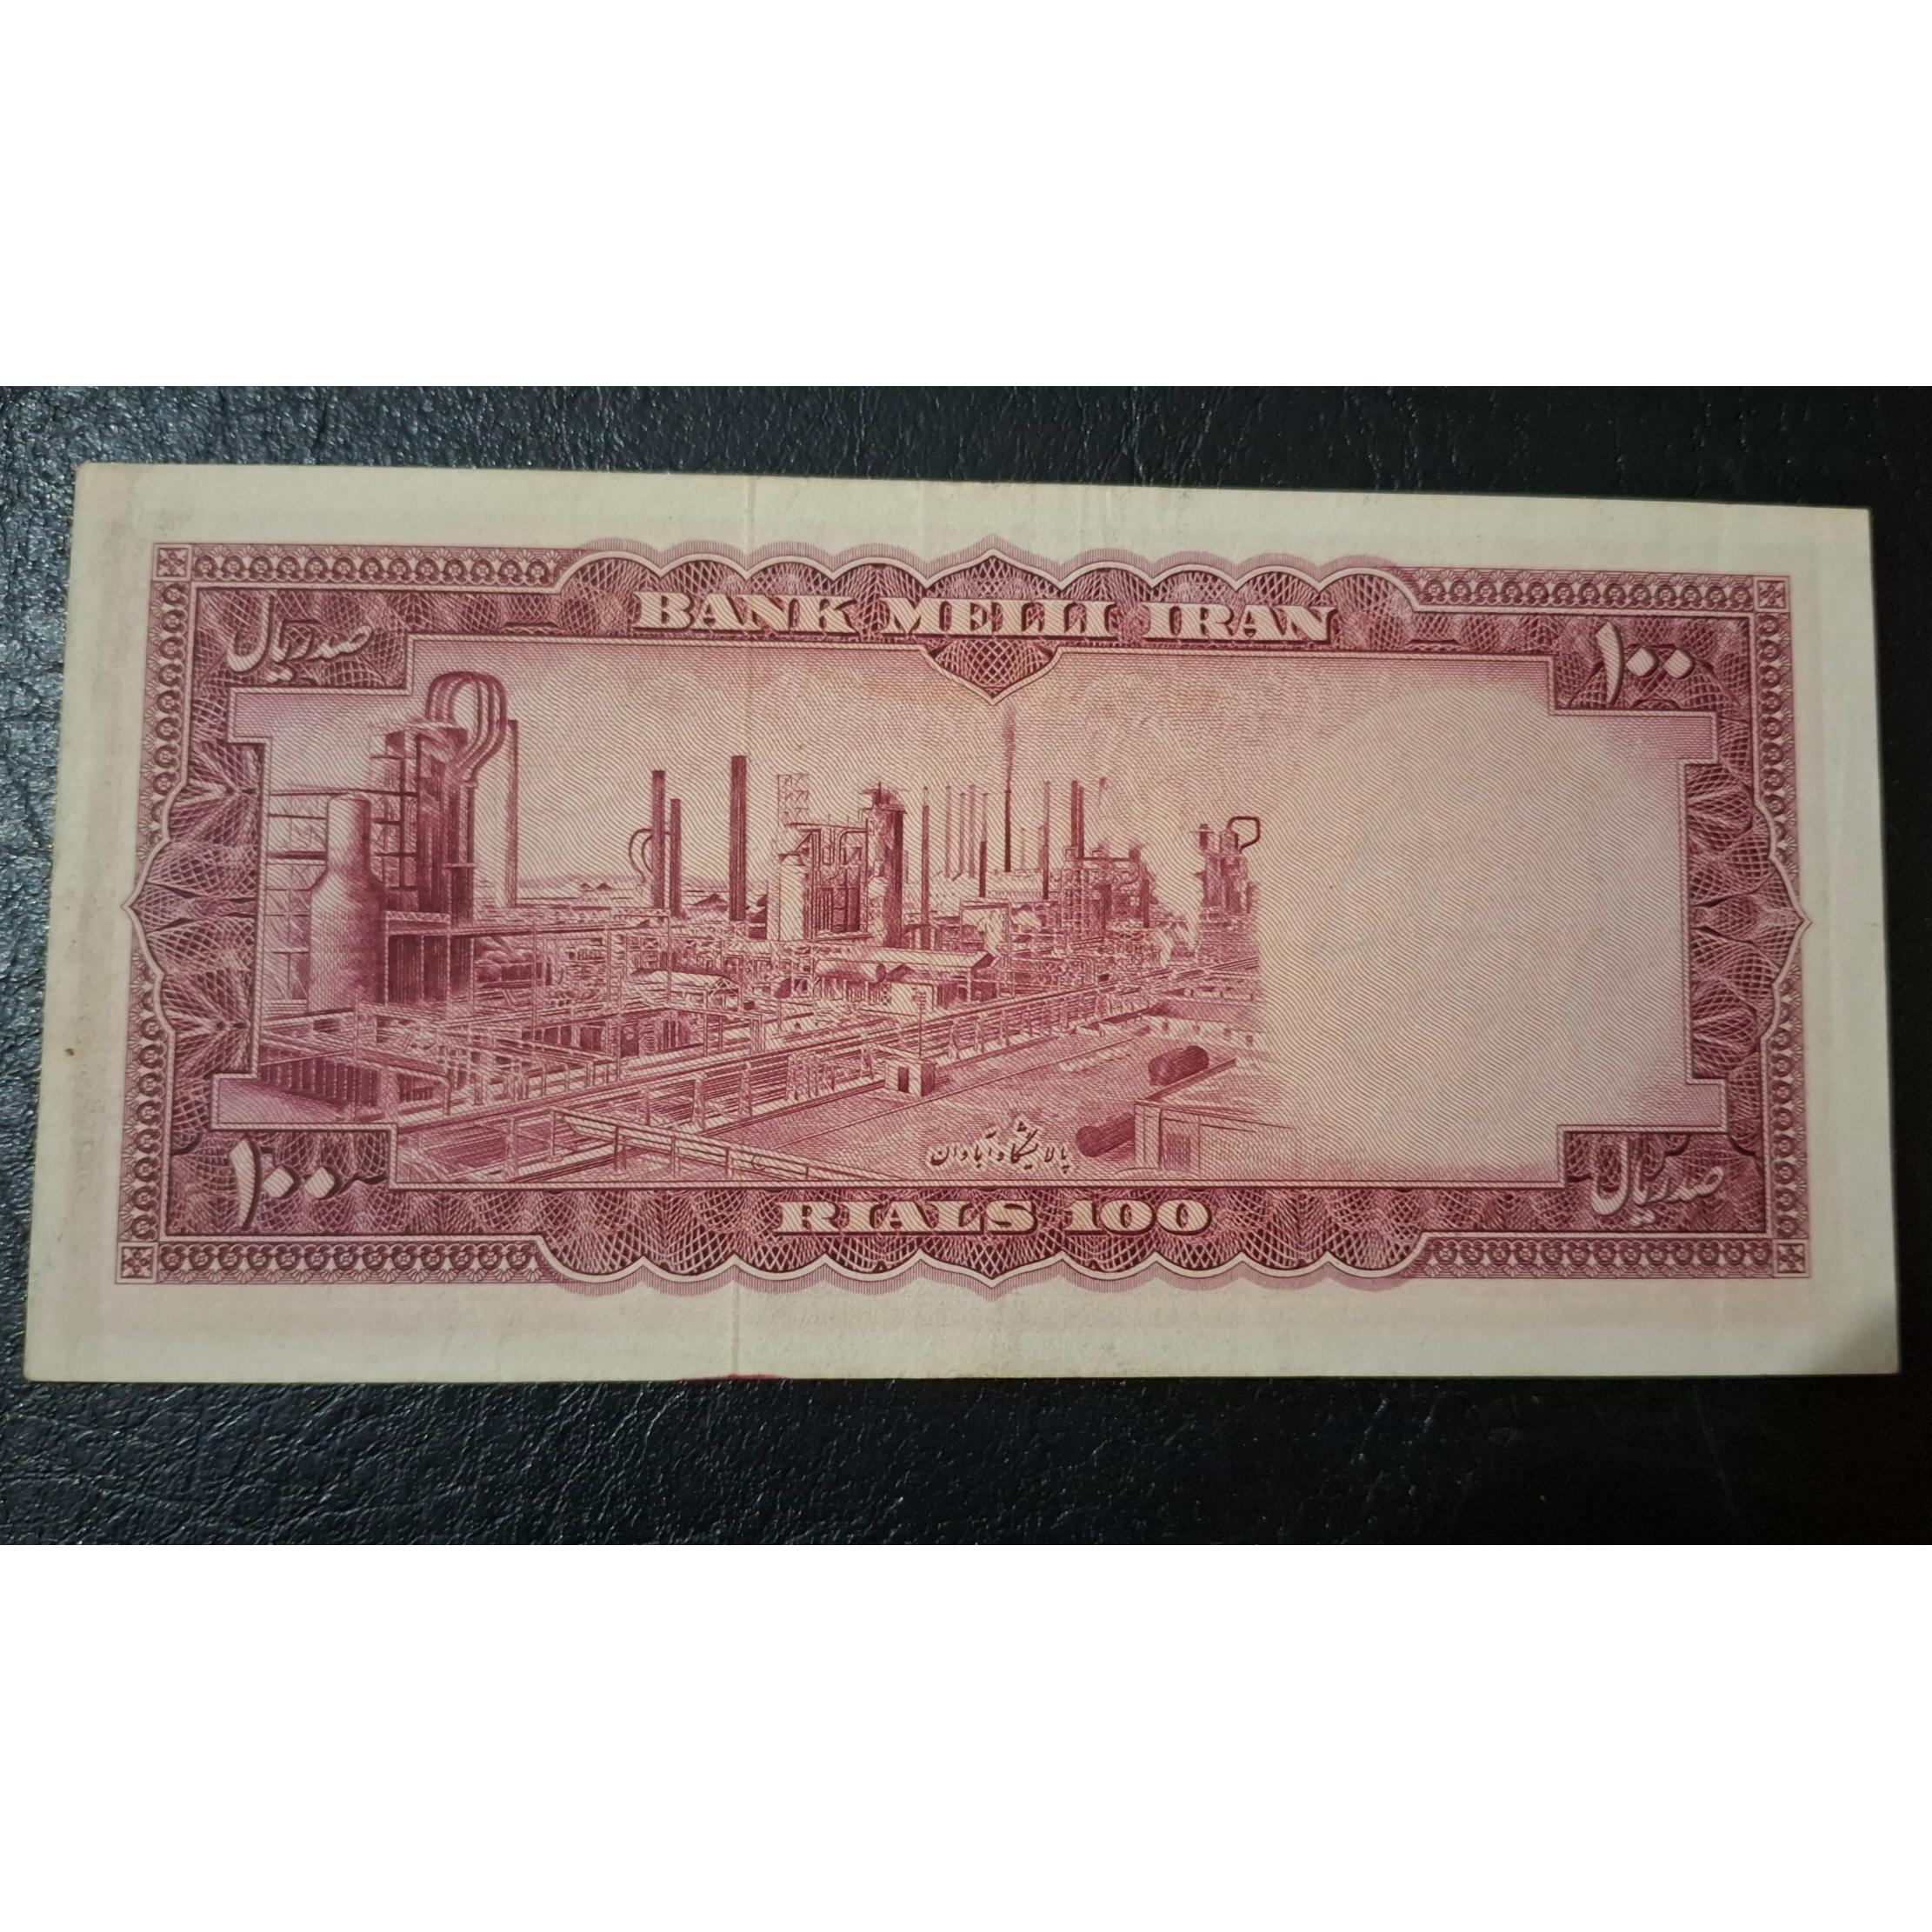 BANK MELLI IRAN
صد ریال
۱۰۰
پالایشگاه آبادان
۱۰۰
صد ریال
RIALS 100